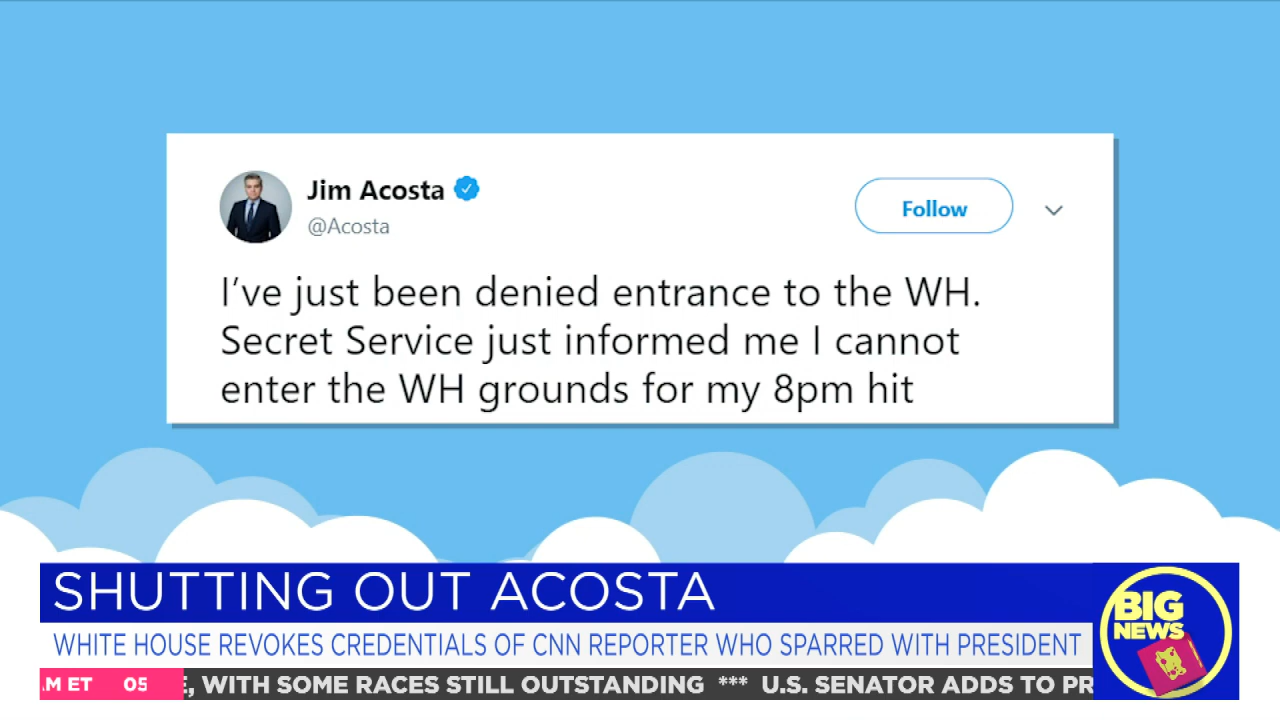 Jim Acosta
@Acosta
Follow
I've just been denied entrance to the WH.
Secret Service just informed me I cannot
enter the WH grounds for my 8pm hit
SHUTTING OUT ACOSTA
WHITE HOUSE REVOKES CREDENTIALS OF CNN REPORTER WHO SPARRED WITH PRESIDENT
BIG
NEWS
ET 05
, WITH SOME RACES STILL OUTSTANDING *** U.S. SENATOR ADDS TO